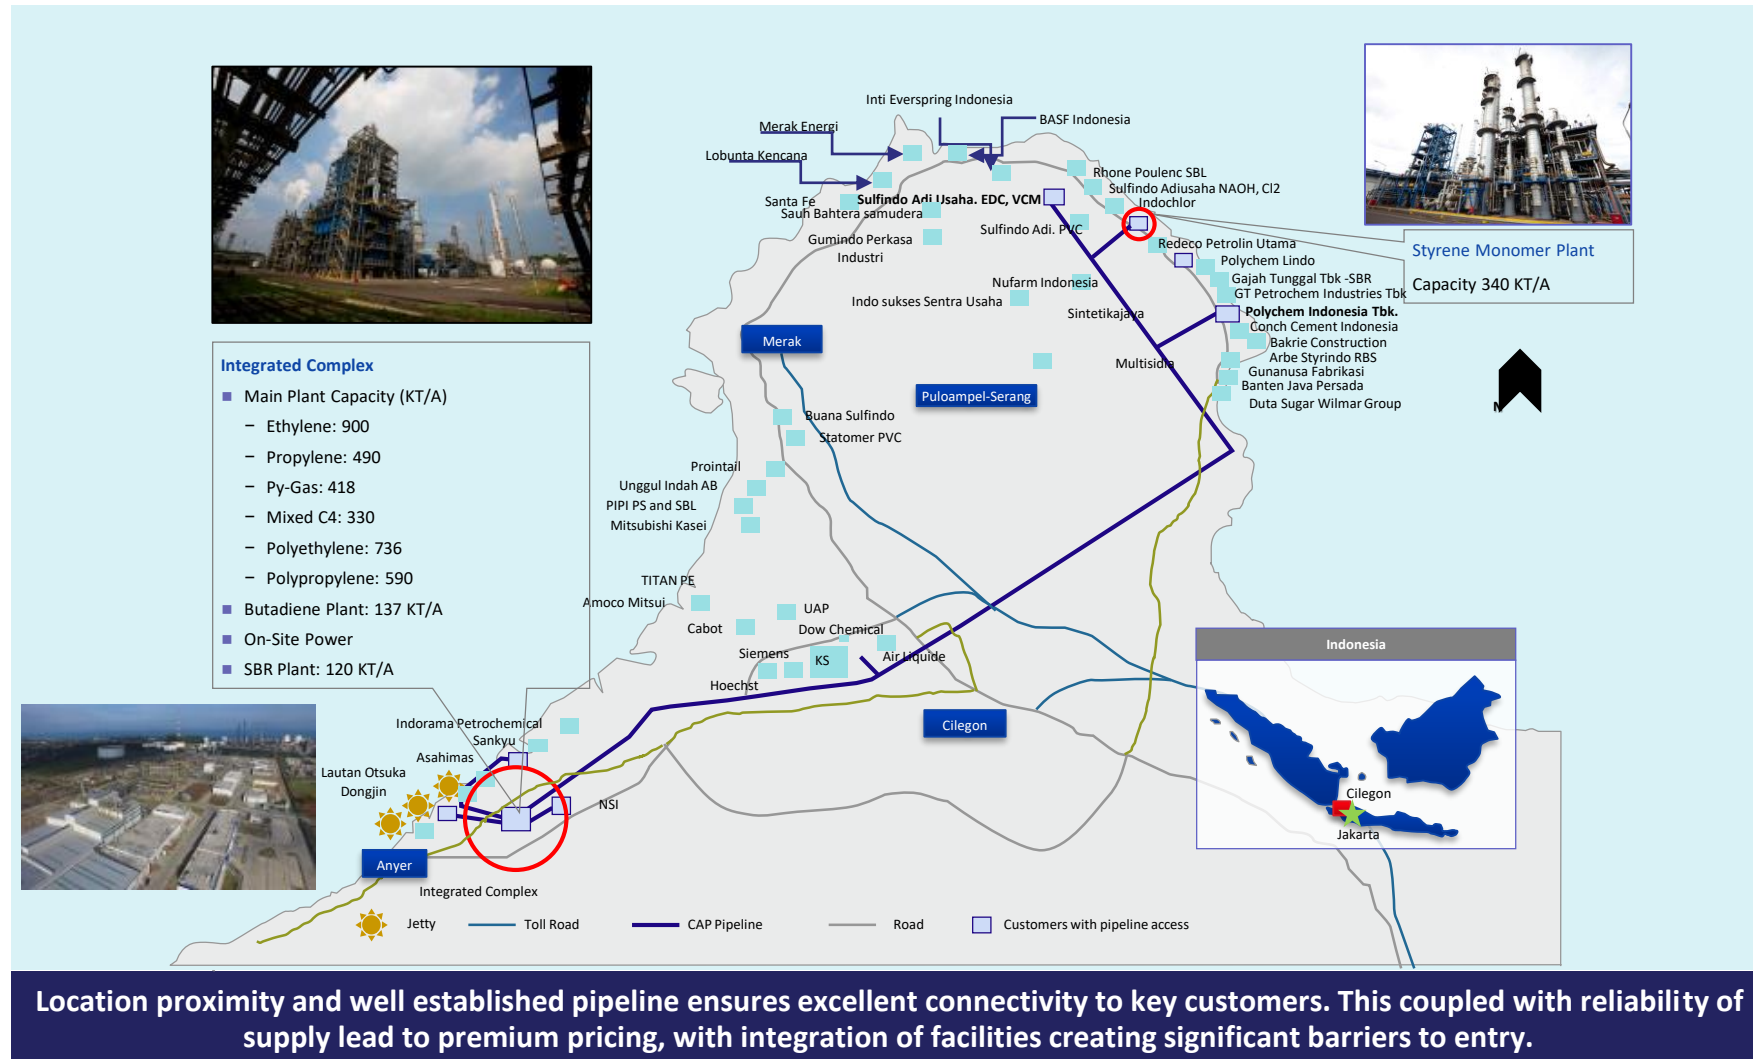 Inti Everspring Indonesia
BASF Indonesia
Merak Energi
Lobunta Kencana
Rhone Poulenc SBL
Sulfindo Adiusaha NAOH, Cl2
Indochlor
Santa Fe
Sulfindo Adi Usaha. EDC, VCM
Sauh Bahtera samudera
Sulfindo Adi. PVC
Gumindo Perkasa
Industri
Redeco Petrolin Utama
Polychem Lindo
Gajah Tunggal Tbk -SBR
GT Petrochem Industries Tbk
Polychem Indonesia Tbk.
Conch Cement Indonesia
Bakrie Construction
Arbe Styrindo RBS
Gunanusa Fabrikasi
Banten Java Persada
Duta Sugar Wilmar Group
Nufarm Indonesia
Indo sukses Sentra Usaha
Sintetikajaya
Multisidia
Styrene Monomer Plant
Capacity 340 KT/A
N
Merak
Puloampel-Serang
Integrated Complex
■ Main Plant Capacity (KT/A)
− Ethylene: 900
− Propylene: 490
− Py-Gas: 418
− Mixed C4: 330
− Polyethylene: 736
− Polypropylene: 590
■ Butadiene Plant: 137 KT/A
■ On-Site Power
■ SBR Plant: 120 KT/A
Buana Sulfindo
Statomer PVC
Prointail
Unggul Indah AB
PIPI PS and SBL
Mitsubishi Kasei
TITAN PE
Amoco Mitsui
UAP
Cabot
Dow Chemical
Siemens
KS
Air Liquide
Hoechst
Cilegon
Indorama Petrochemical
Sankyu
Asahimas
Lautan Otsuka
Dongjin
NSI
Anyer
Integrated Complex
Indonesia
Cilegon
Jakarta
Jetty
Toll Road
CAP Pipeline
Road
Customers with pipeline access
Location proximity and well established pipeline ensures excellent connectivity to key customers. This coupled with reliability of
supply lead to premium pricing, with integration of facilities creating significant barriers to entry.